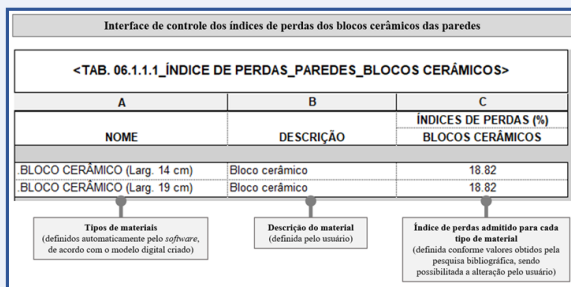 Interface de controle dos índices de perdas dos blocos cerâmicos das paredes
<TAB. 06.1.1.1_ÍNDICE DE PERDAS_PAREDES_BLOCOS CERÁMICOS>
A B C
ÍNDICES DE PERDAS (%)
NOME DESCRIÇÃO BLOCOS CERÂMICOS
.BLOCO CERÂMICO (Larg. 14 cm) Bloco cerâmico 18.82
.BLOCO CERÂMICO (Larg. 19 cm) Bloco cerâmico 18.82
Tipos de materiais
(definidos automaticamente pelo software,
de acordo com o modelo digital criado)
Descrição do material
(definida pelo usuário)
Índice de perdas admitido para cada
tipo de material
(definida conforme valores obtidos pela
pesquisa bibliográfica, sendo
possibilitada a alteração pelo usuário)